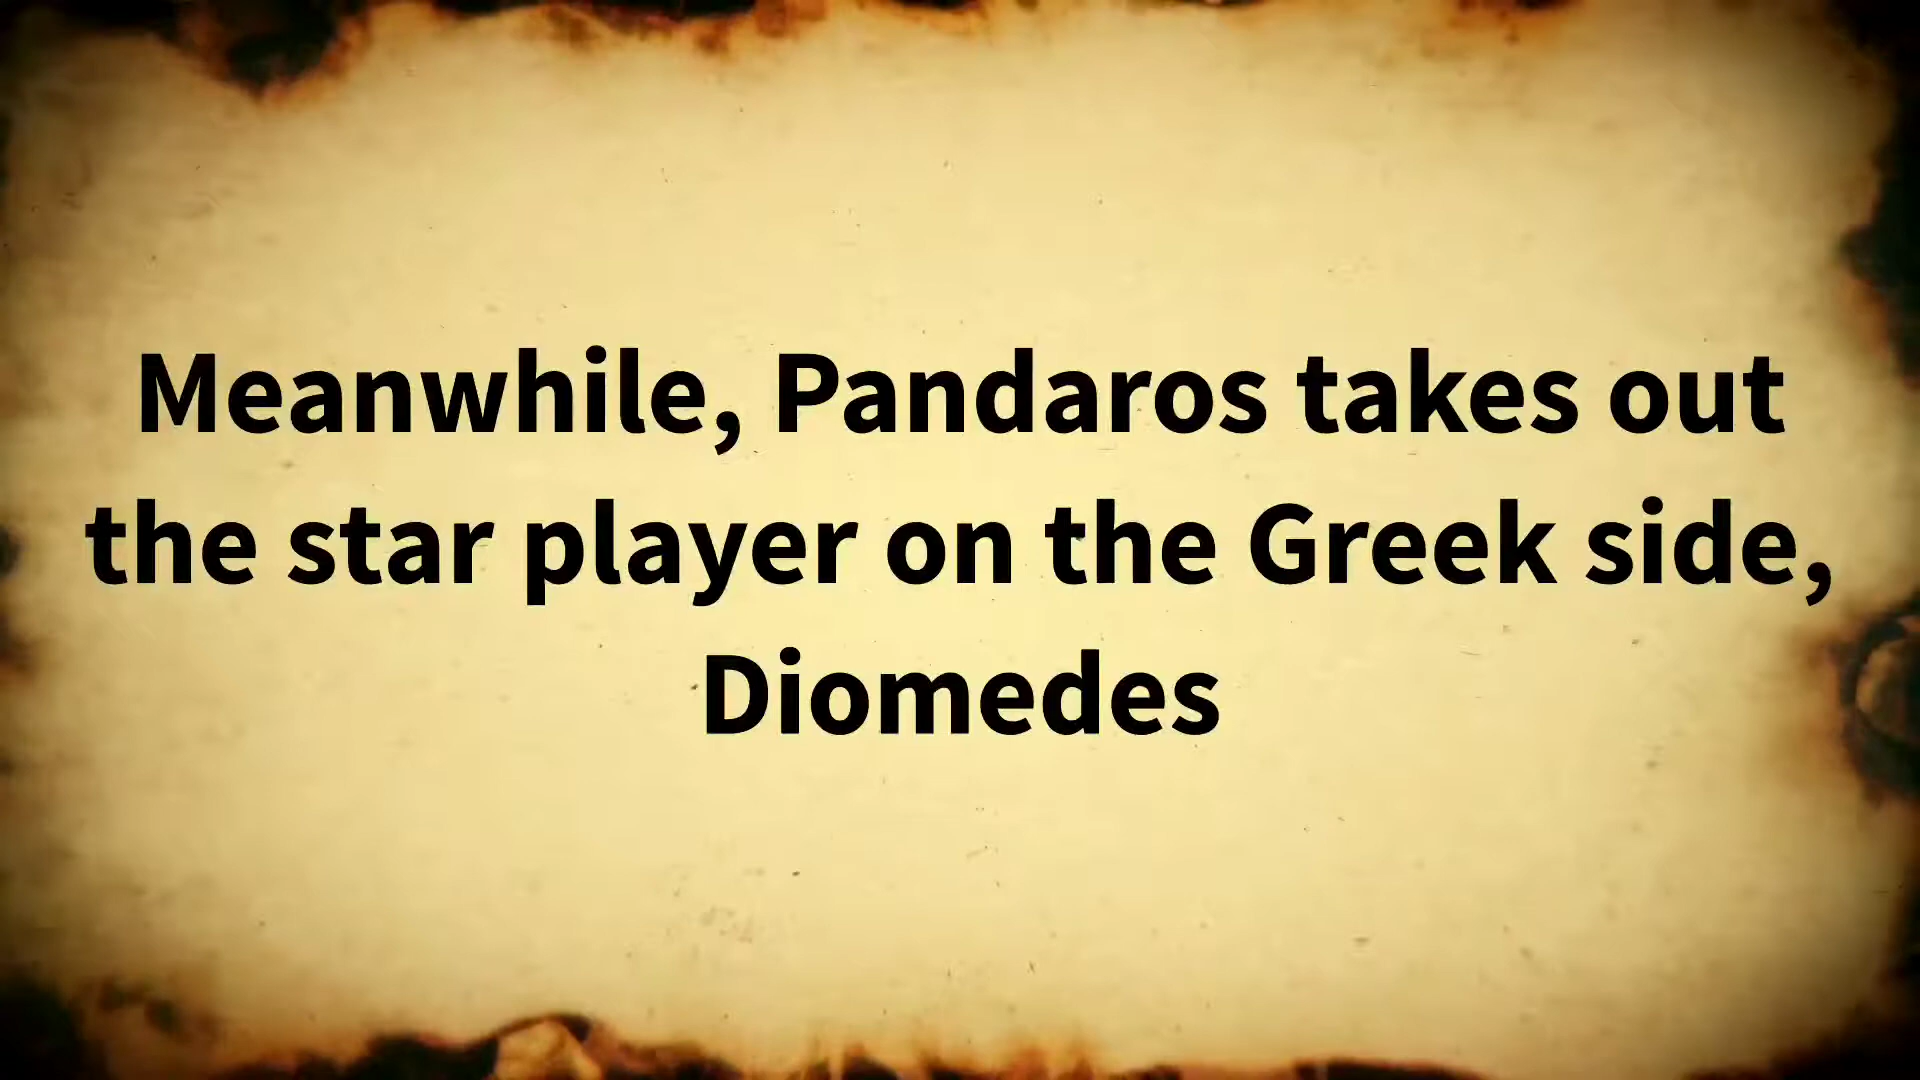 Meanwhile, Pandaros takes out
the star player on the Greek side,
Diomedes